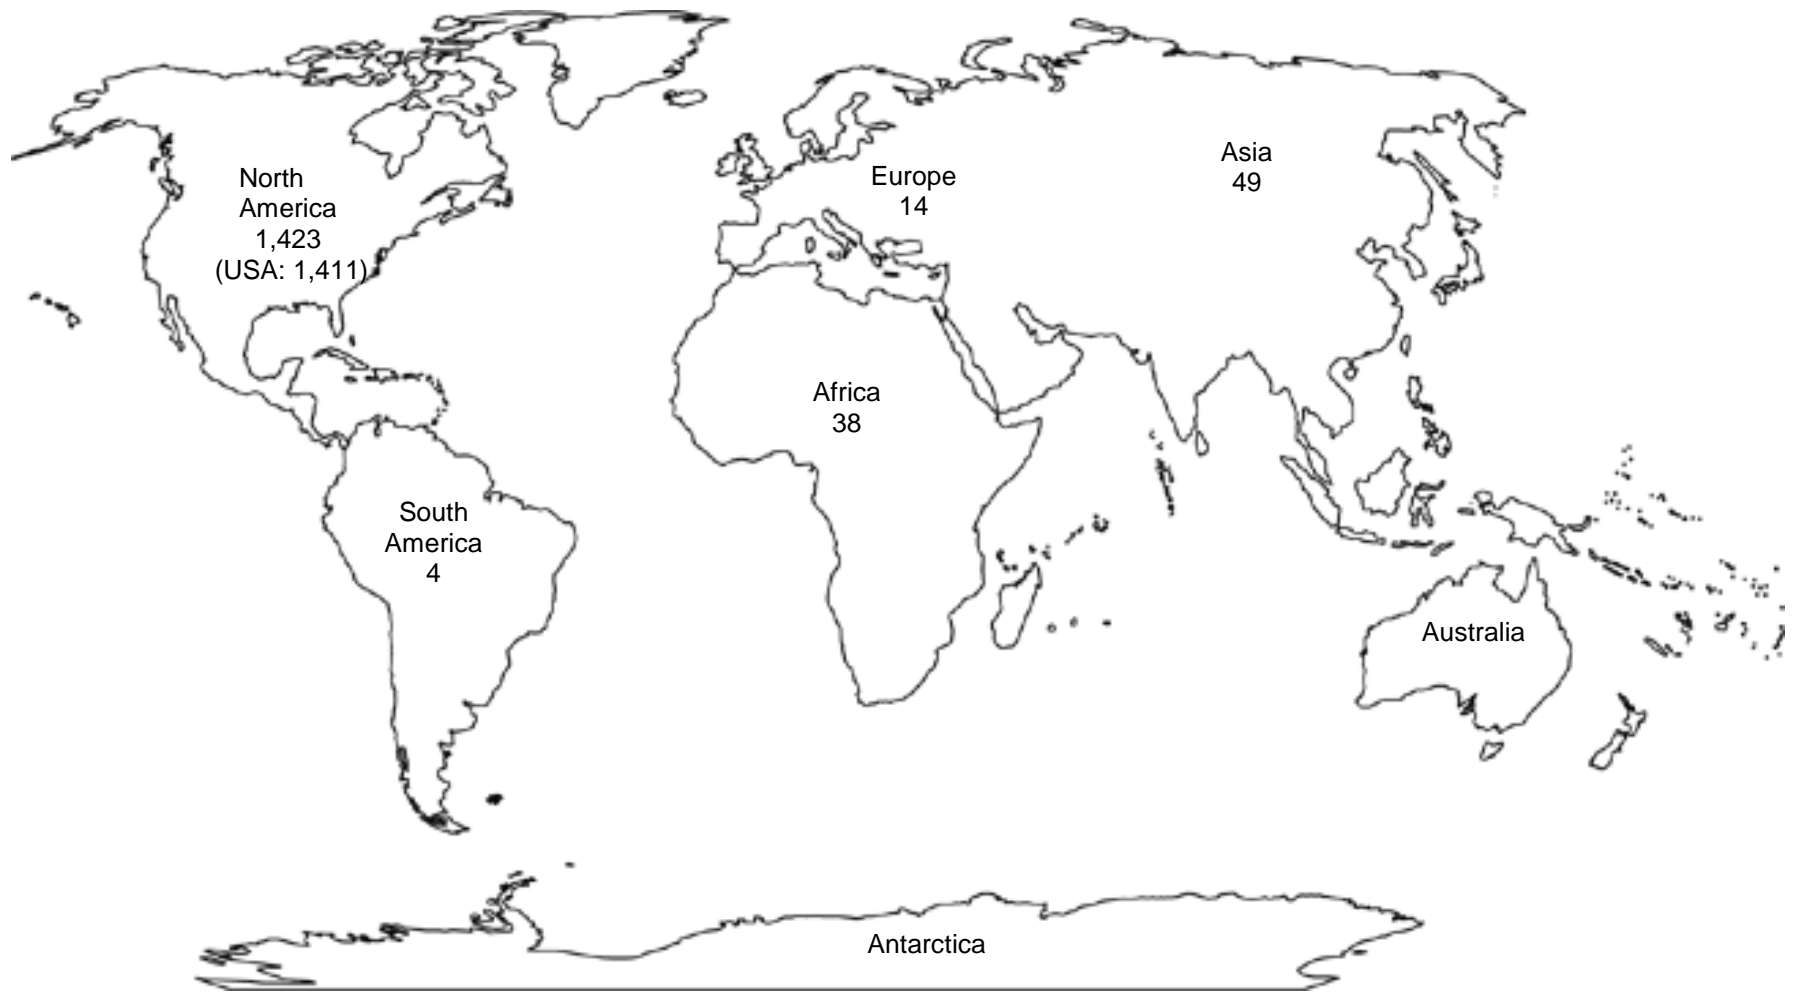 North
America
1,423
(USA: 1,411)
Europe
14
Asia
49
Africa
38
South
America
4
Australia
Antarctica